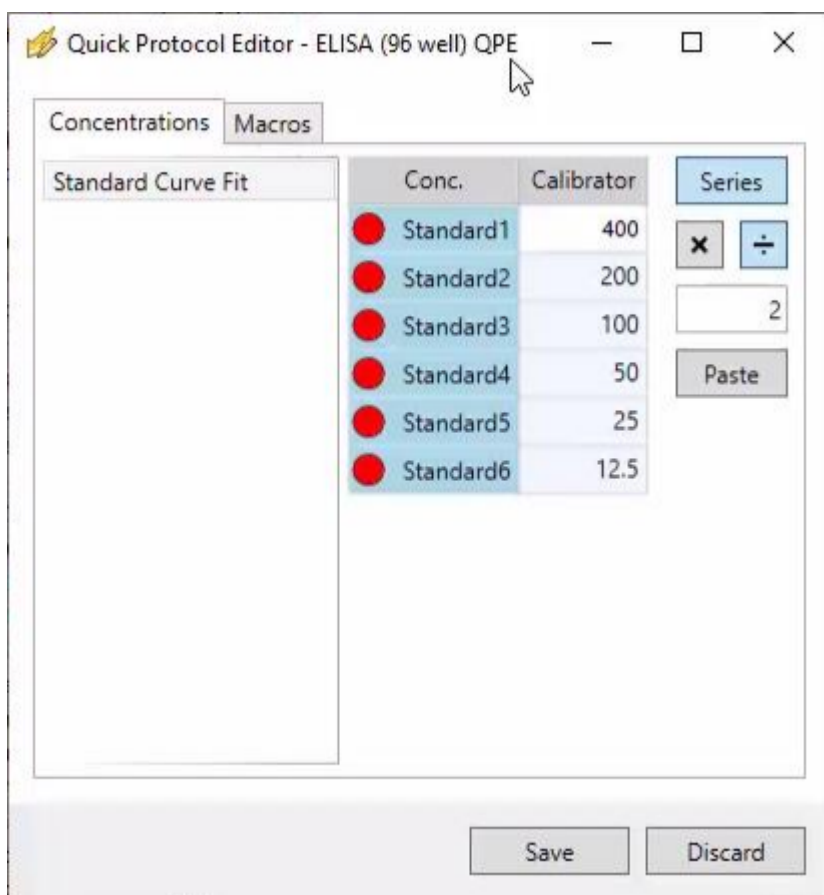 Quick Protocol Editor - ELISA (96 well) QPE
Concentrations Macros
Standard Curve Fit
Conc. Calibrator
Standard1 400
Standard2 200
Standard3 100
Standard4 50
Standard5 25
Standard6 12.5
Series
× ÷
2
Paste
Save Discard